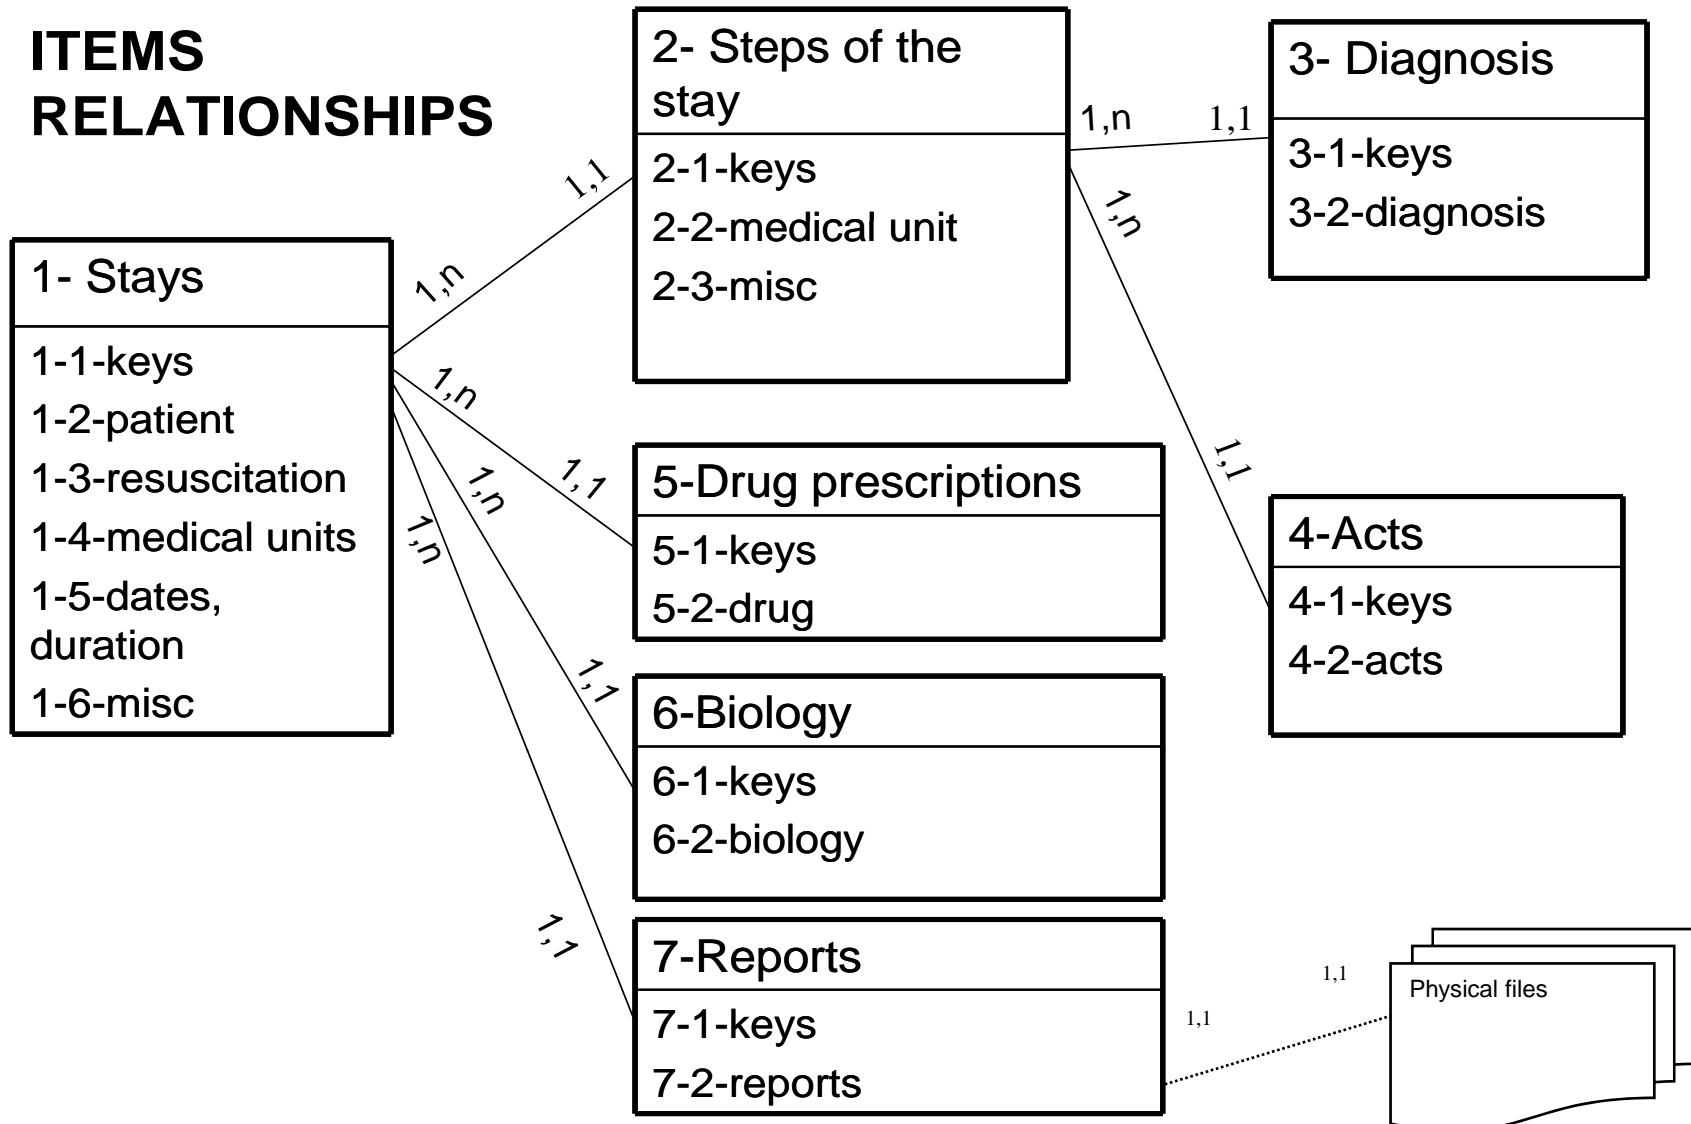 ITEMS
RELATIONSHIPS
1- Stays
1-1-keys
1-2-patient
1-3-resuscitation
1-4-medical units
1-5-dates,
duration
1-6-misc
1,n
1,1
1,n
1,1
1,n
1,1
1,n
1,1
2- Steps of the
stay
2-1-keys
2-2-medical unit
2-3-misc
1,n
1,1
1,n
1,1
3- Diagnosis
3-1-keys
3-2-diagnosis
4-Acts
4-1-keys
4-2-acts
5-Drug prescriptions
5-1-keys
5-2-drug
6-Biology
6-1-keys
6-2-biology
7-Reports
7-1-keys
7-2-reports
1,1
1,1
Physical files